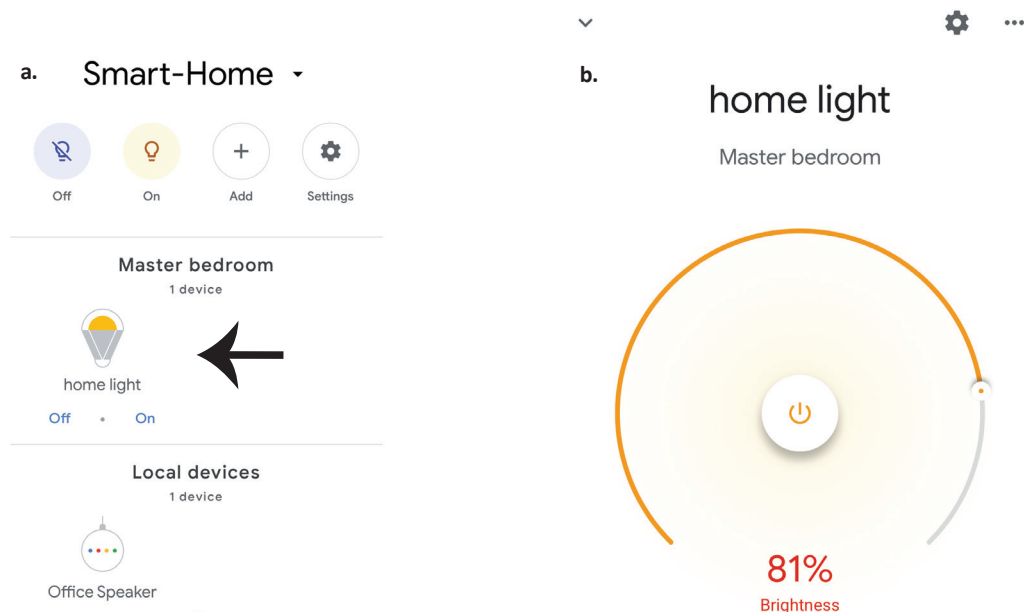 a.
Smart-Home
Off
On
Add
Settings
Master bedroom
1 device
home light
Off • On
Local devices
1 device
Office Speaker
b.
home light
Master bedroom
81%
Brightness